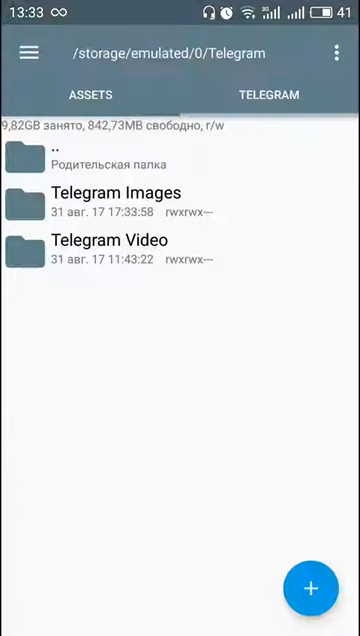 13:33 3G 41
/storage/emulated/0/Telegram
ASSETS TELEGRAM
9,82GB занято, 842,73MB свободно, r/w
..
Родительская папка
Telegram Images
31 авг. 17 17:33:58 rwxrwx---
Telegram Video
31 авг. 17 11:43:22 rwxrwx---